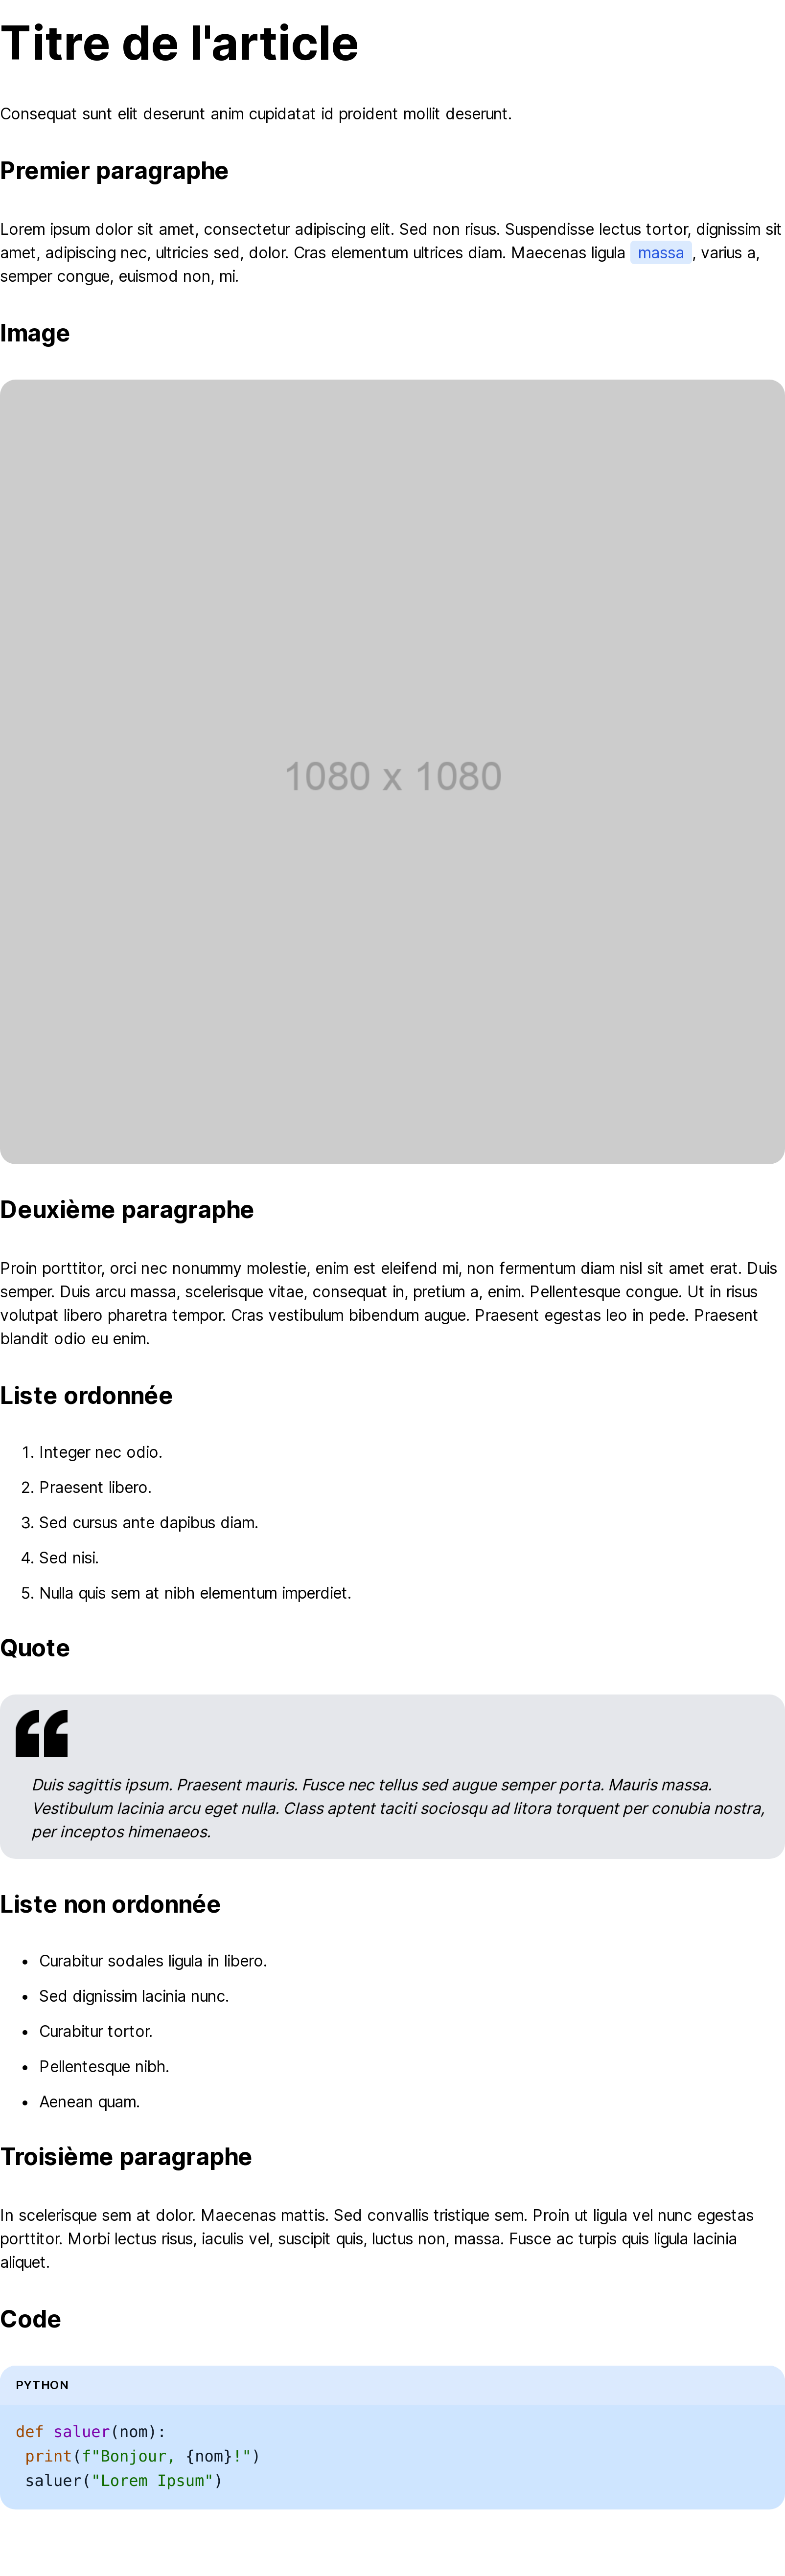 Titre de l'article
Consequat sunt elit deserunt anim cupidatat id proident mollit deserunt.
Premier paragraphe
Lorem ipsum dolor sit amet, consectetur adipiscing elit. Sed non risus. Suspendisse lectus tortor, dignissim sit
amet, adipiscing nec, ultricies sed, dolor. Cras elementum ultrices diam. Maecenas ligula massa , varius a,
semper congue, euismod non, mi.
Image
1080 x 1080
Deuxième paragraphe
Proin porttitor, orci nec nonummy molestie, enim est eleifend mi, non fermentum diam nisl sit amet erat. Duis
semper. Duis arcu massa, scelerisque vitae, consequat in, pretium a, enim. Pellentesque congue. Ut in risus
volutpat libero pharetra tempor. Cras vestibulum bibendum augue. Praesent egestas leo in pede. Praesent
blandit odio eu enim.
Liste ordonnée
1. Integer nec odio.
2. Praesent libero.
3. Sed cursus ante dapibus diam.
4. Sed nisi.
5. Nulla quis sem at nibh elementum imperdiet.
Quote
Duis sagittis ipsum. Praesent mauris. Fusce nec tellus sed augue semper porta. Mauris massa.
Vestibulum lacinia arcu eget nulla. Class aptent taciti sociosqu ad litora torquent per conubia nostra,
per inceptos himenaeos.
Liste non ordonnée
• Curabitur sodales ligula in libero.
• Sed dignissim lacinia nunc.
• Curabitur tortor.
• Pellentesque nibh.
• Aenean quam.
Troisième paragraphe
In scelerisque sem at dolor. Maecenas mattis. Sed convallis tristique sem. Proin ut ligula vel nunc egestas
porttitor. Morbi lectus risus, iaculis vel, suscipit quis, luctus non, massa. Fusce ac turpis quis ligula lacinia
aliquet.
Code
PYTHON
def saluer(nom):
 print(f"Bonjour, {nom}!")
 saluer("Lorem Ipsum")